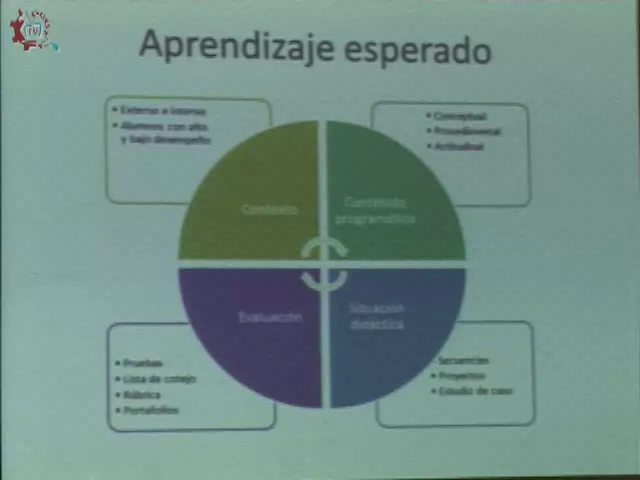 TV
Aprendizaje esperado
• Externo e interno
• Alumnos con alto
y bajo desempeño
• Conceptual
• Procedimental
• Actitudinal
Contexto
Contenido
programático
Evaluación
Situación
didáctica
• Pruebas
• Lista de cotejo
• Rúbrica
• Portafolios
• Secuencias
• Proyectos
• Estudio de caso